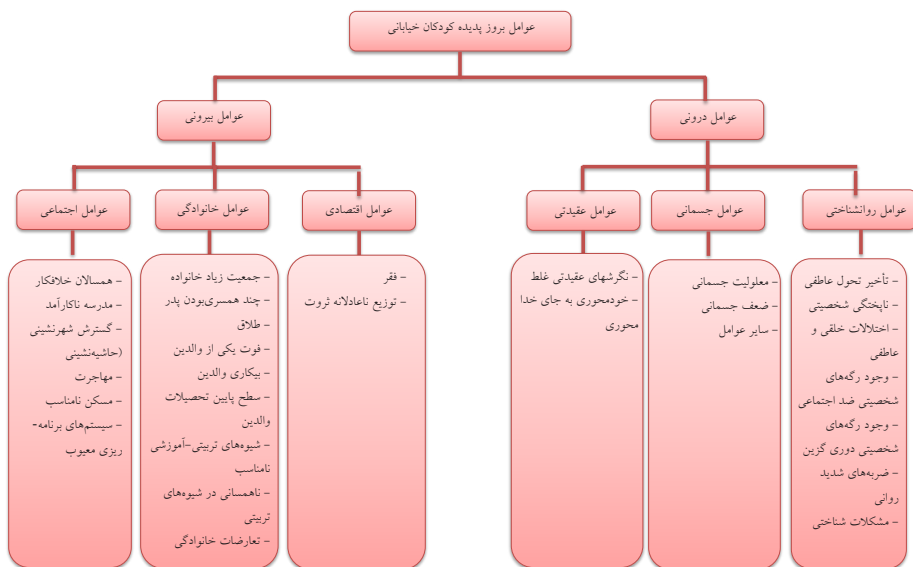 عوامل بروز پدیده کودکان خیابانی
عوامل درونی
عوامل بیرونی
عوامل روانشناختی
عوامل جسمانی
عوامل عقیدتی
عوامل اقتصادی
عوامل خانوادگی
عوامل اجتماعی
– تأخیر تحول عاطفی
– ناپختگی شخصیتی
– اختلالات خلقی و
عاطفی
– وجود رگه‌های
شخصیتی ضد اجتماعی
– وجود رگه‌های
شخصیتی دوری گزین
– ضربه‌های شدید
روانی
– مشکلات شناختی
– معلولیت جسمانی
– ضعف جسمانی
– سایر عوامل
– نگرشهای عقیدتی غلط
– خودمحوری به جای خدا
محوری
– فقر
– توزیع ناعادلانه ثروت
– جمعیت زیاد خانواده
– چند همسری‌بودن پدر
– طلاق
– فوت یکی از والدین
– بیکاری والدین
– سطح پایین تحصیلات
والدین
– شیوه‌های تربیتی–آموزشی
نامناسب
– ناهمسانی در شیوه‌های
تربیتی
– تعارضات خانوادگی
– همسالان خلافکار
– مدرسه ناکارآمد
– گسترش شهرنشینی
(حاشیه‌نشینی
– مهاجرت
– مسکن نامناسب
– سیستم‌های برنامه-
ریزی معیوب